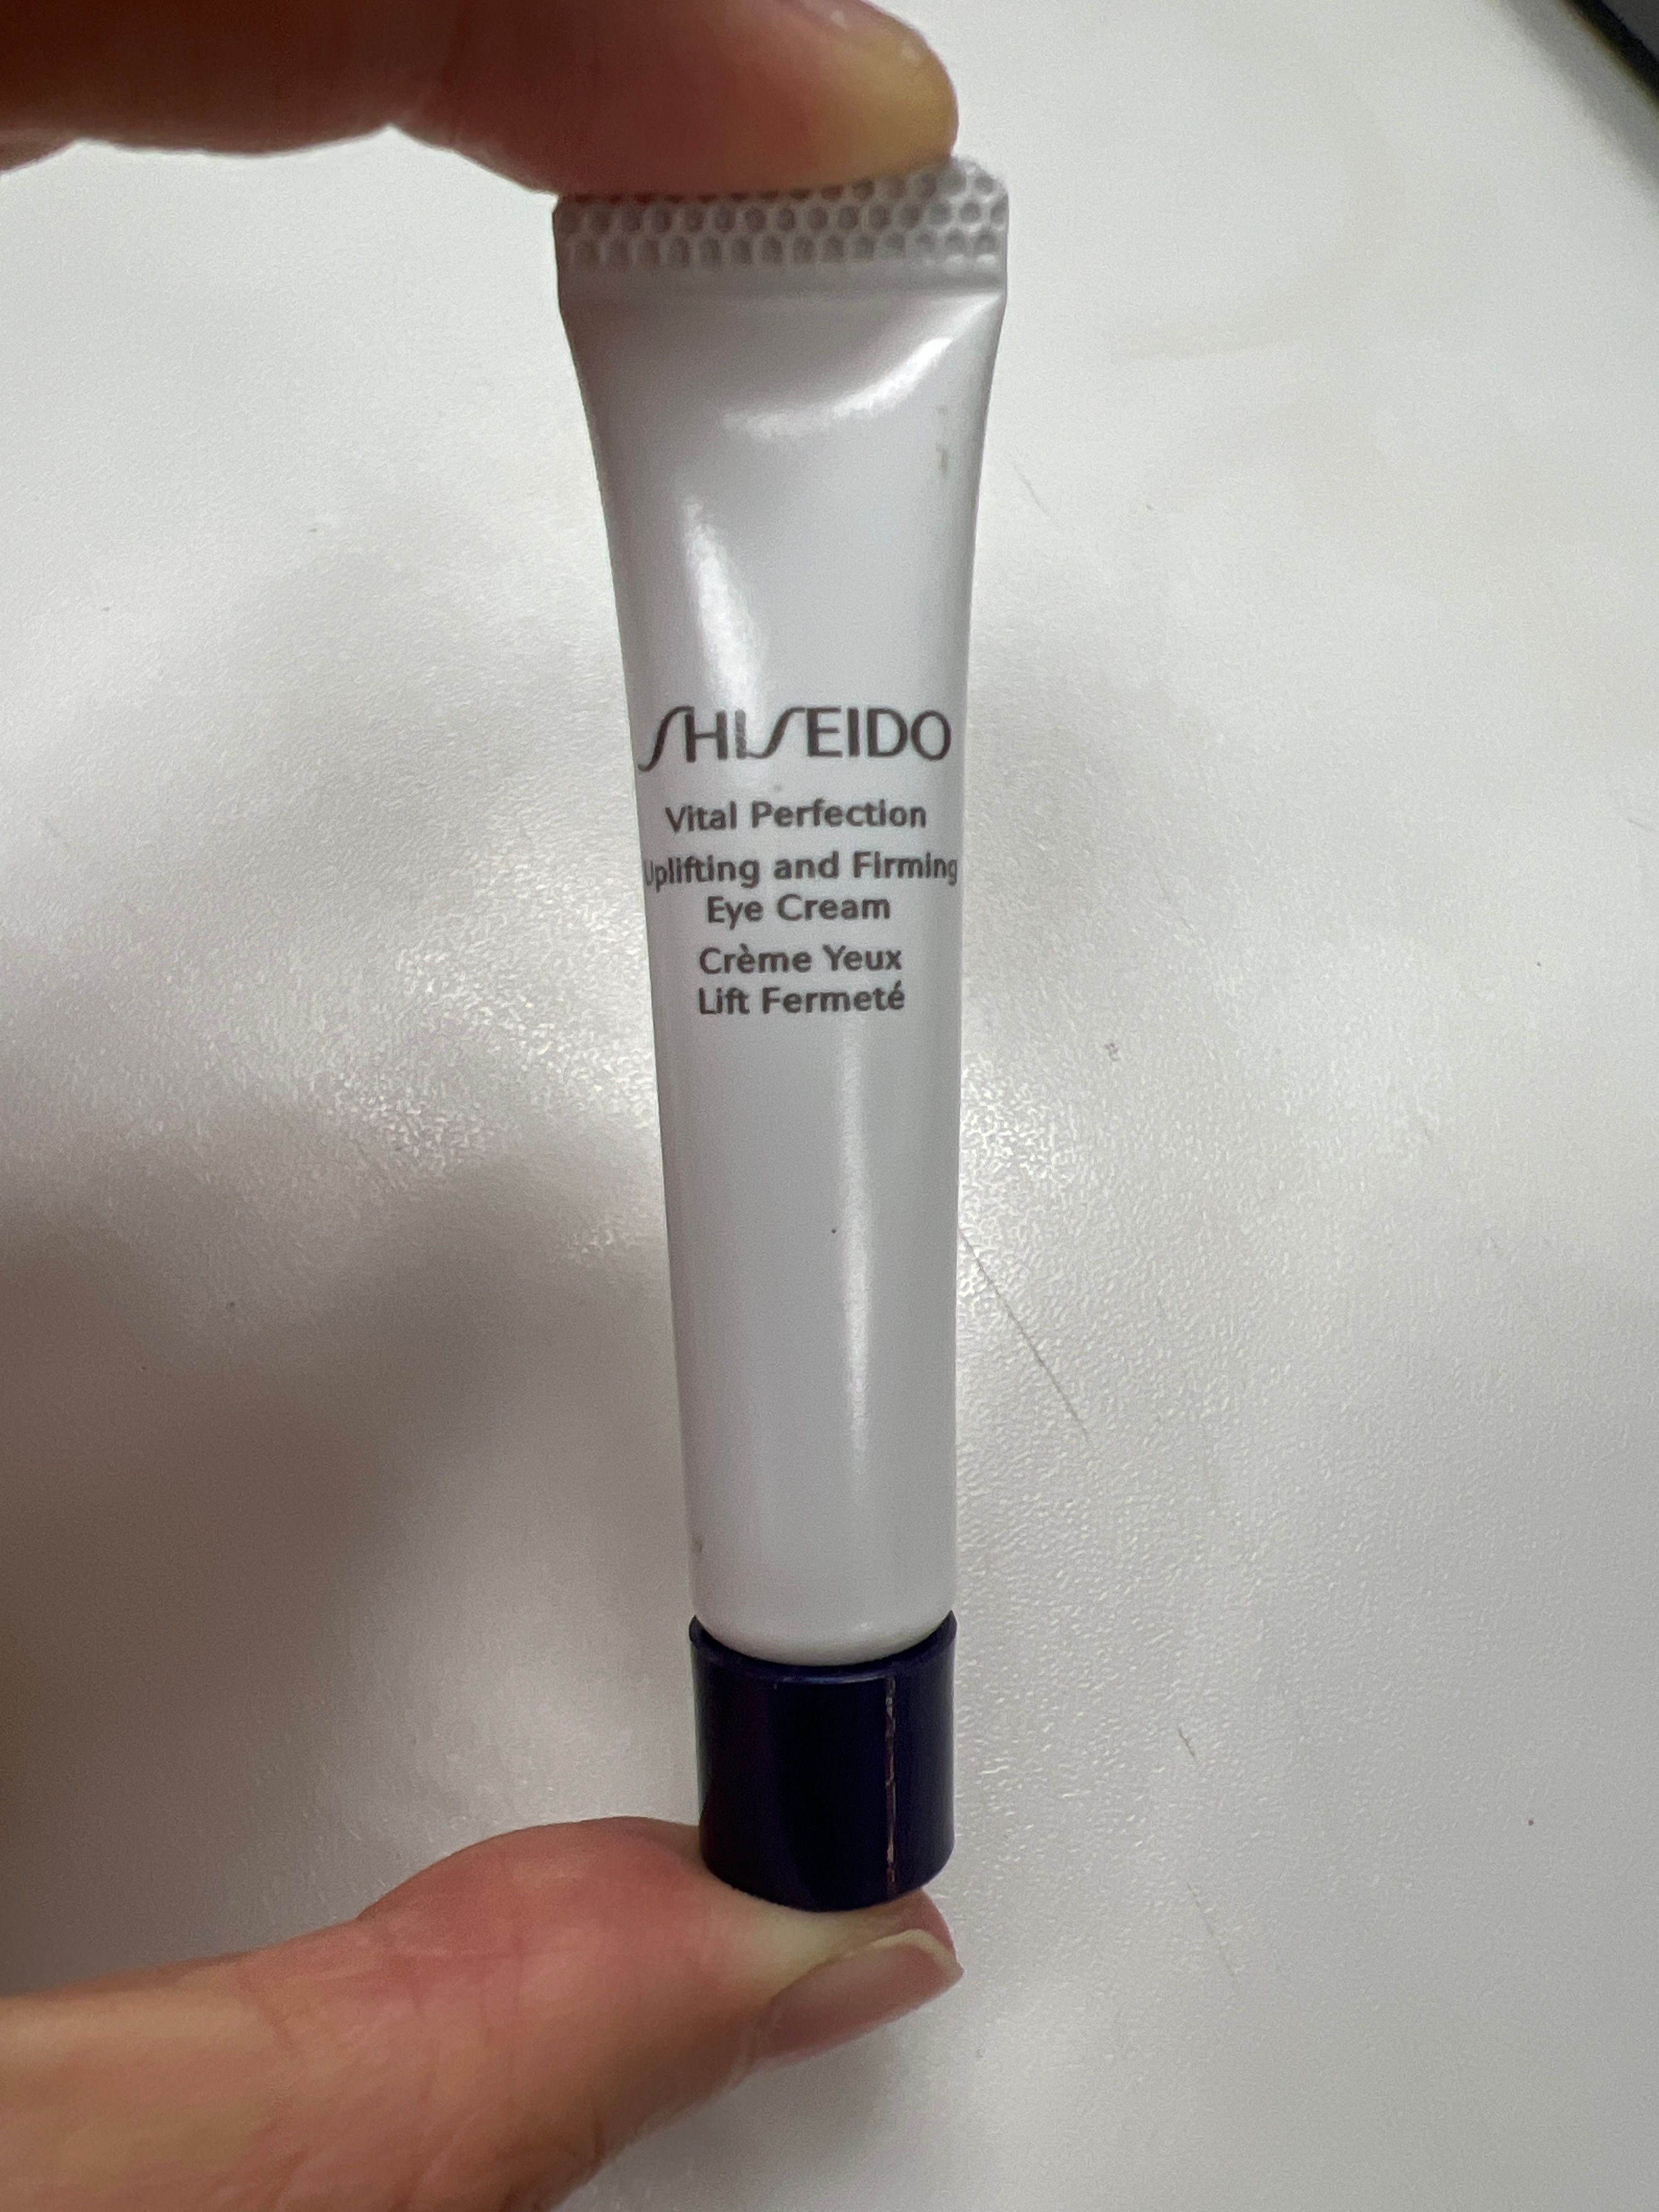 SHISEIDO
Vital Perfection
Uplifting and Firming
Eye Cream
Crème Yeux
Lift Fermeté